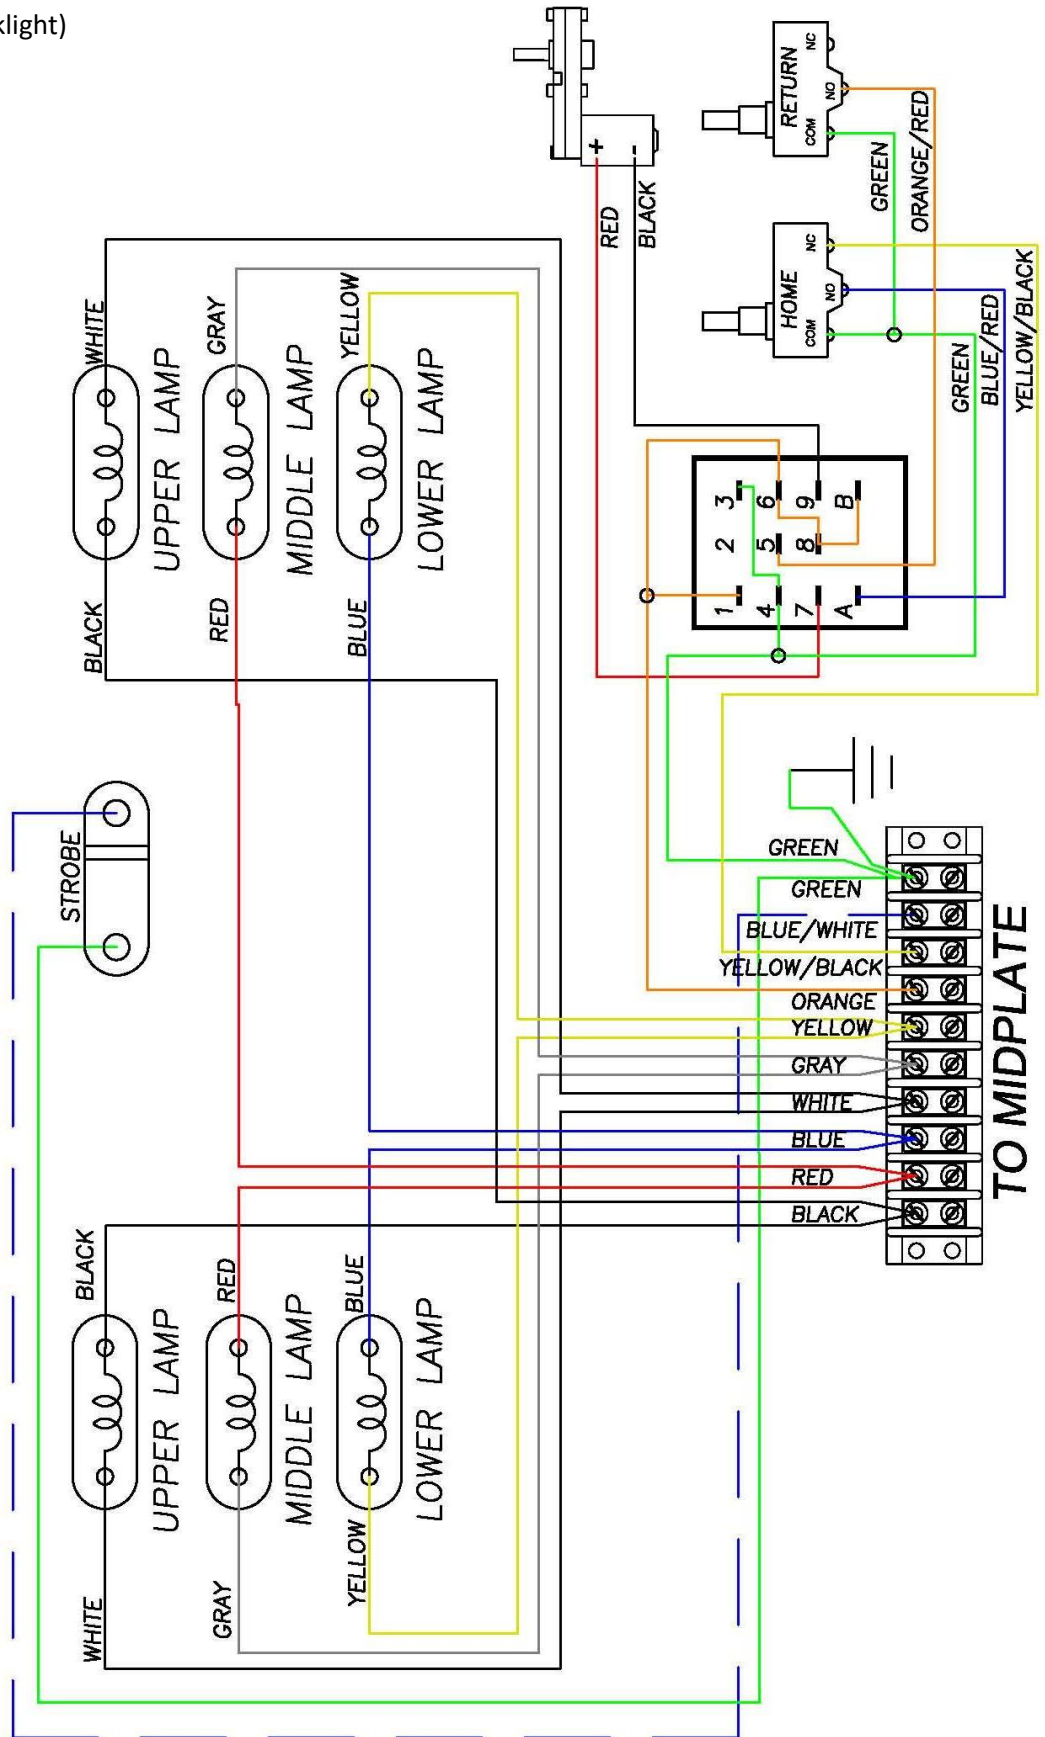 klight)
NC
NO
COM
RETURN
ORANGE/RED
GREEN
+
-
RED
BLACK
NC
NO
COM
HOME
GREEN
BLUE/RED
YELLOW/BLACK
WHITE
GRAY
YELLOW
UPPER LAMP
MIDDLE LAMP
LOWER LAMP
BLACK
RED
BLUE
3
6
9
B
2
5
8
1
4
7
A
STROBE
GREEN
GREEN
BLUE/WHITE
YELLOW/BLACK
ORANGE
YELLOW
GRAY
WHITE
BLUE
RED
BLACK
TO MIDPLATE
BLACK
RED
BLUE
UPPER LAMP
MIDDLE LAMP
LOWER LAMP
WHITE
GRAY
YELLOW